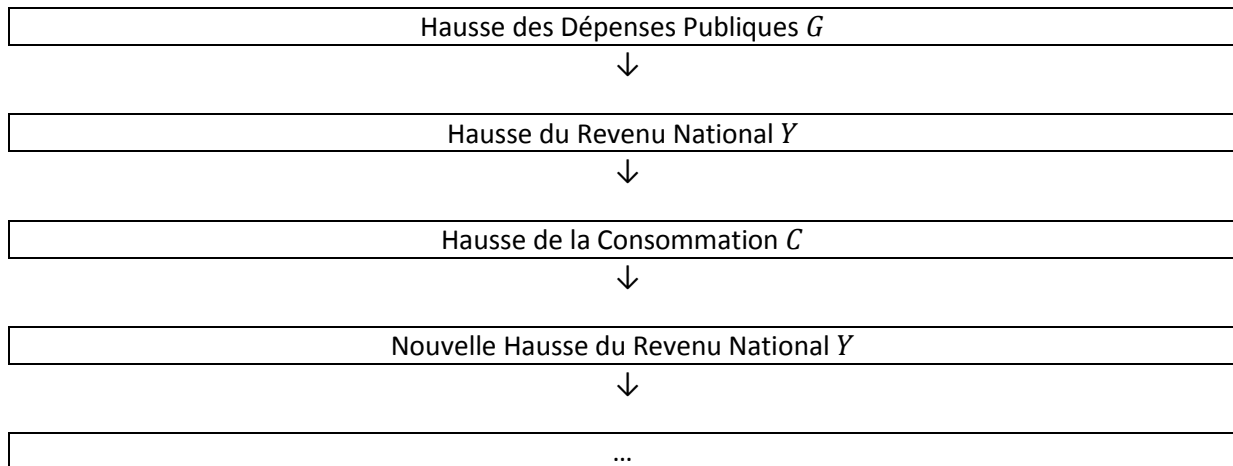 Hausse des Dépenses Publiques G
↓
Hausse du Revenu National Y
↓
Hausse de la Consommation C
↓
Nouvelle Hausse du Revenu National Y
↓
...